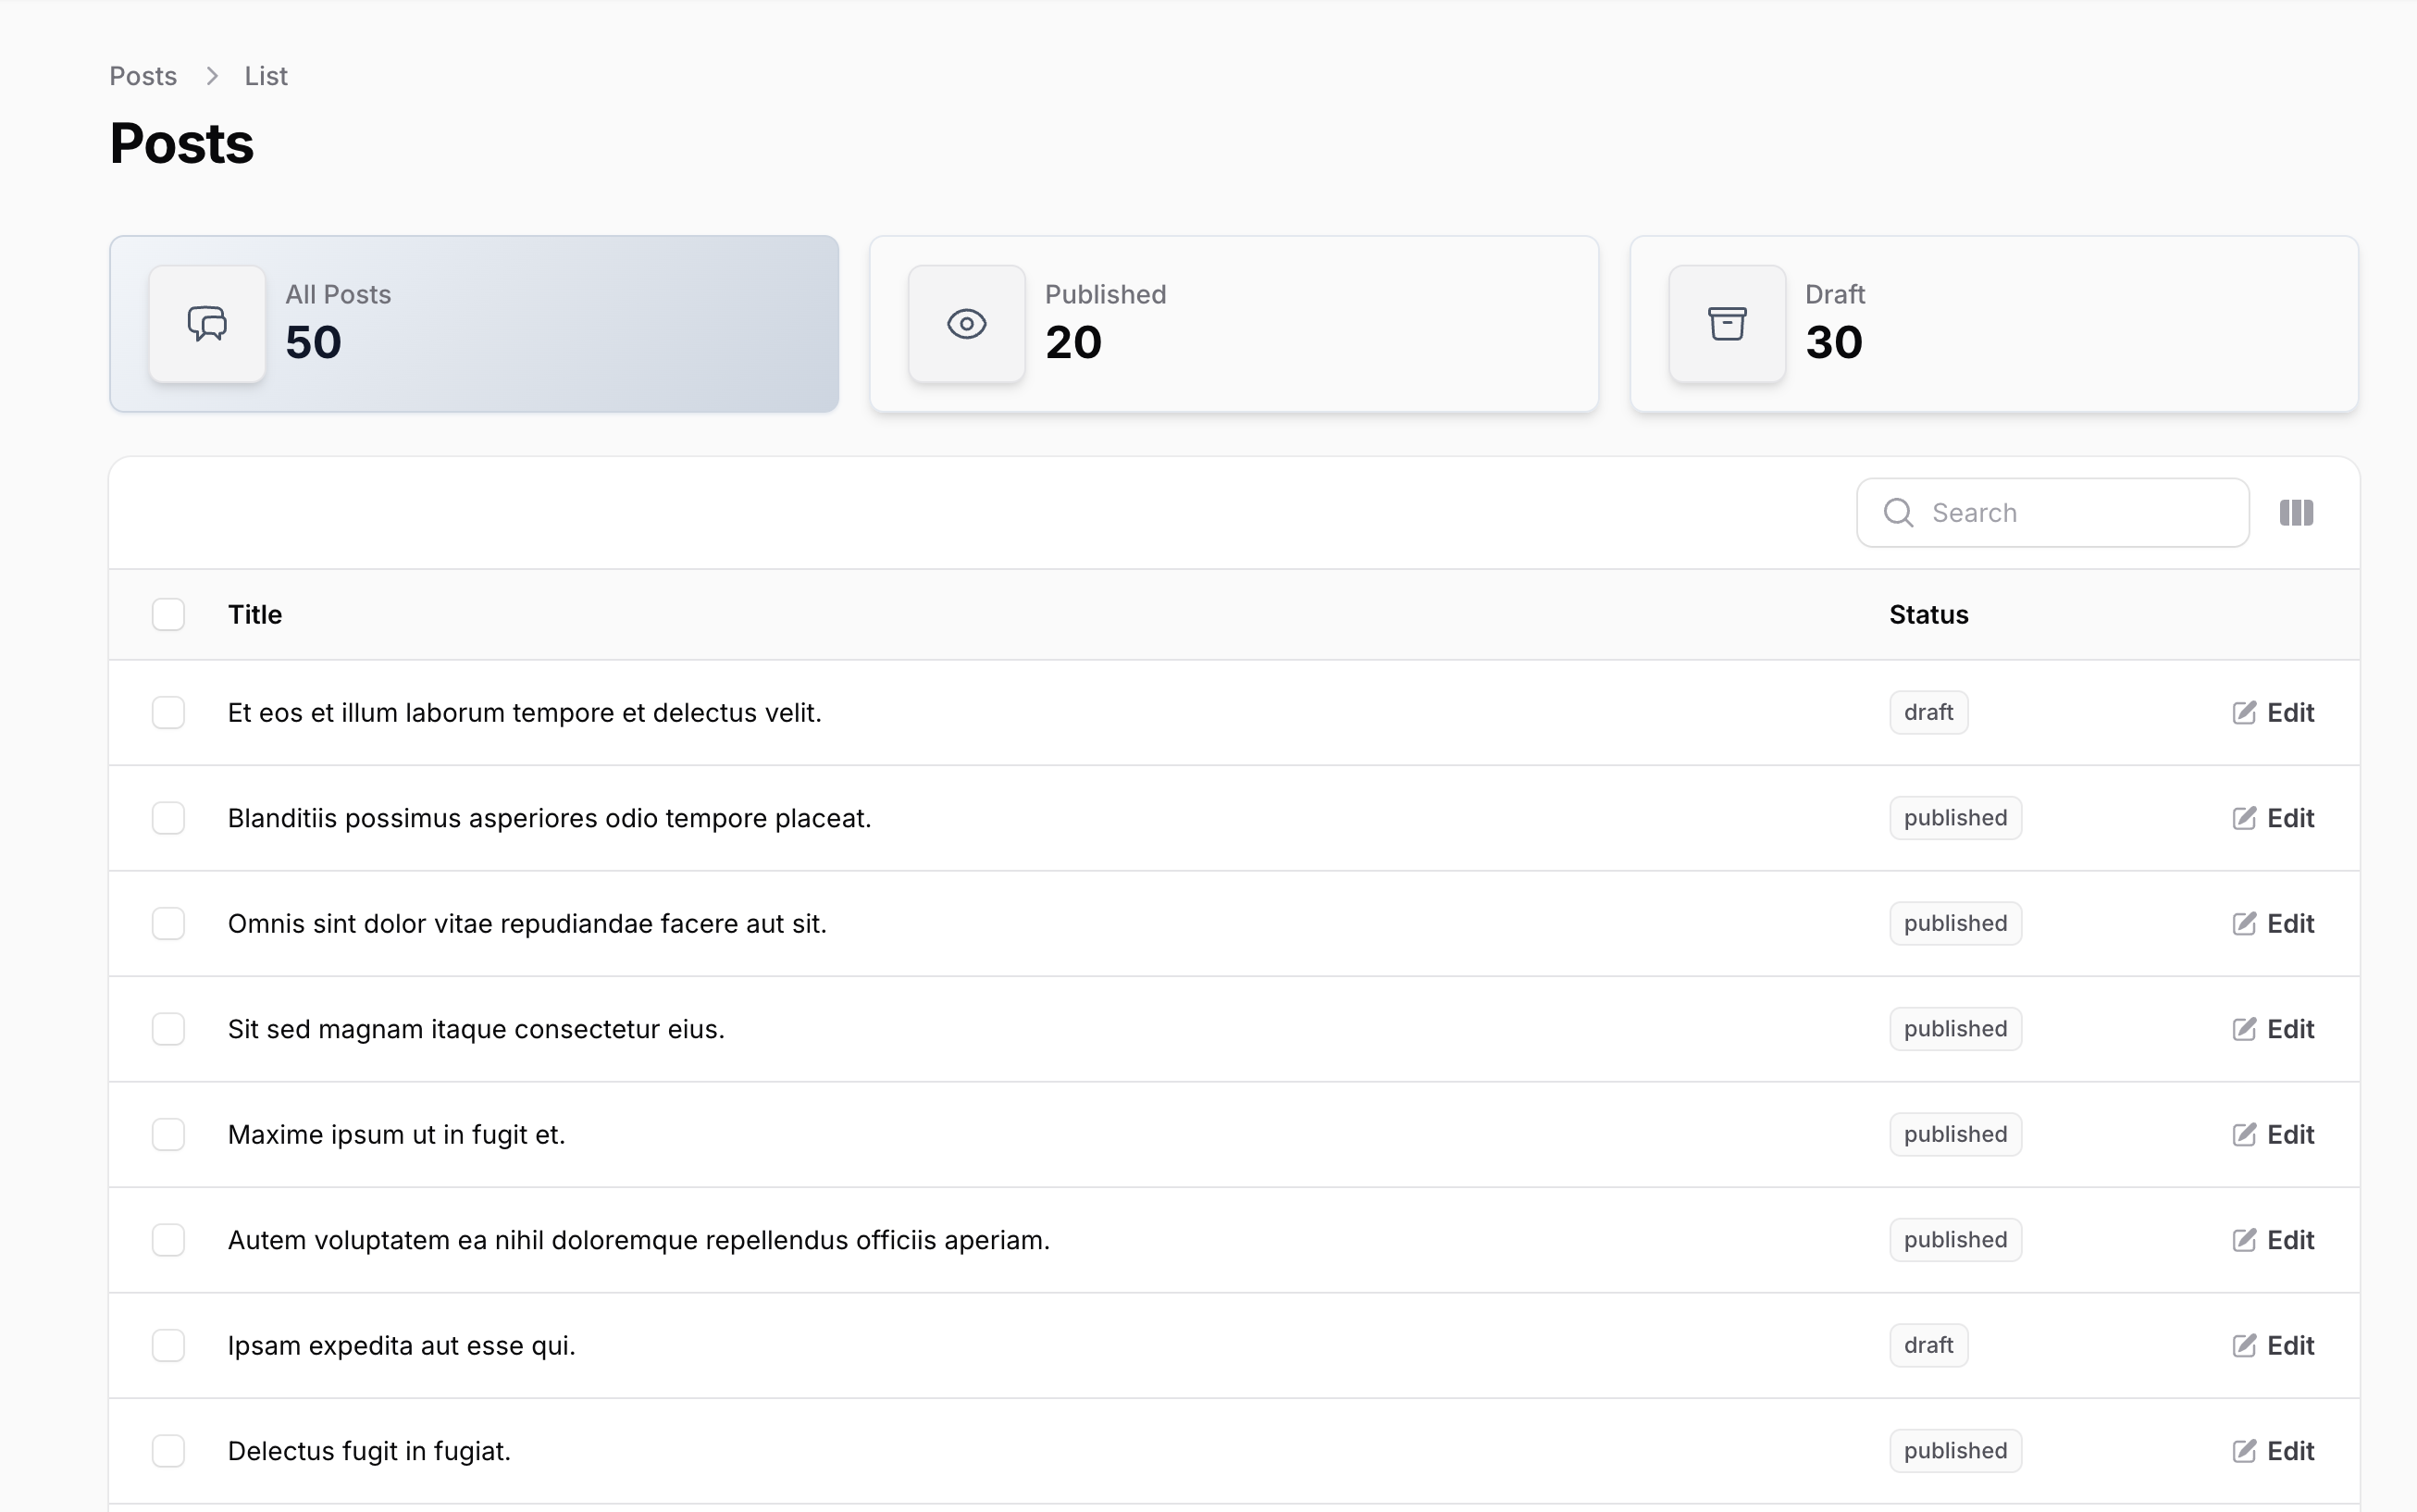 Posts > List
Posts
All Posts
50
Published
20
Draft
30
Search
Title Status
Et eos et illum laborum tempore et delectus velit. draft Edit
Blanditiis possimus asperiores odio tempore placeat. published Edit
Omnis sint dolor vitae repudiandae facere aut sit. published Edit
Sit sed magnam itaque consectetur eius. published Edit
Maxime ipsum ut in fugit et. published Edit
Autem voluptatem ea nihil doloremque repellendus officiis aperiam. published Edit
Ipsam expedita aut esse qui. draft Edit
Delectus fugit in fugiat. published Edit